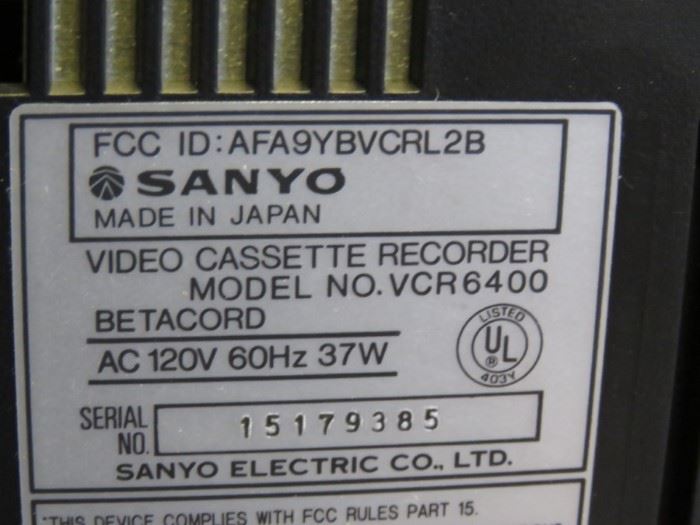 FCC ID: AFA9YBVCRL2B
SANYO
MADE IN JAPAN
VIDEO CASSETTE RECORDER
MODEL NO. VCR6400
BETACORD
AC 120V 60Hz 37W
LISTED
UL
®
403Y
SERIAL NO. 15179385
SANYO ELECTRIC CO., LTD.
"THIS DEVICE COMPLIES WITH FCC RULES PART 15.